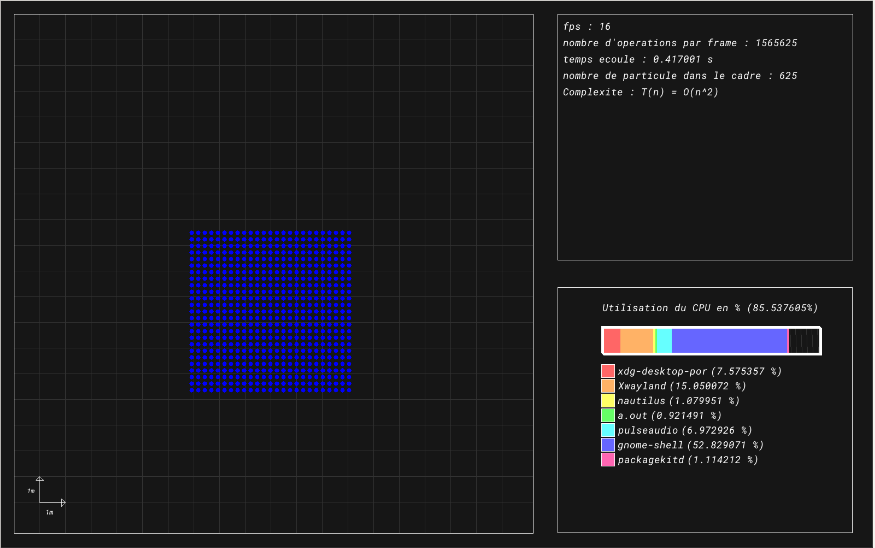 fps : 16
nombre d'operations par frame : 1565625
temps ecoule : 0.417001 s
nombre de particule dans le cadre : 625
Complexite : T(n) = O(n^2)
Utilisation du CPU en % (85.537605%)
xdg-desktop-por (7.575357 %)
Xwayland (15.050072 %)
nautilus (1.079951 %)
a.out (0.921491 %)
pulseaudio (6.972926 %)
gnome-shell (52.829071 %)
packagekitd (1.114212 %)
1m
1m